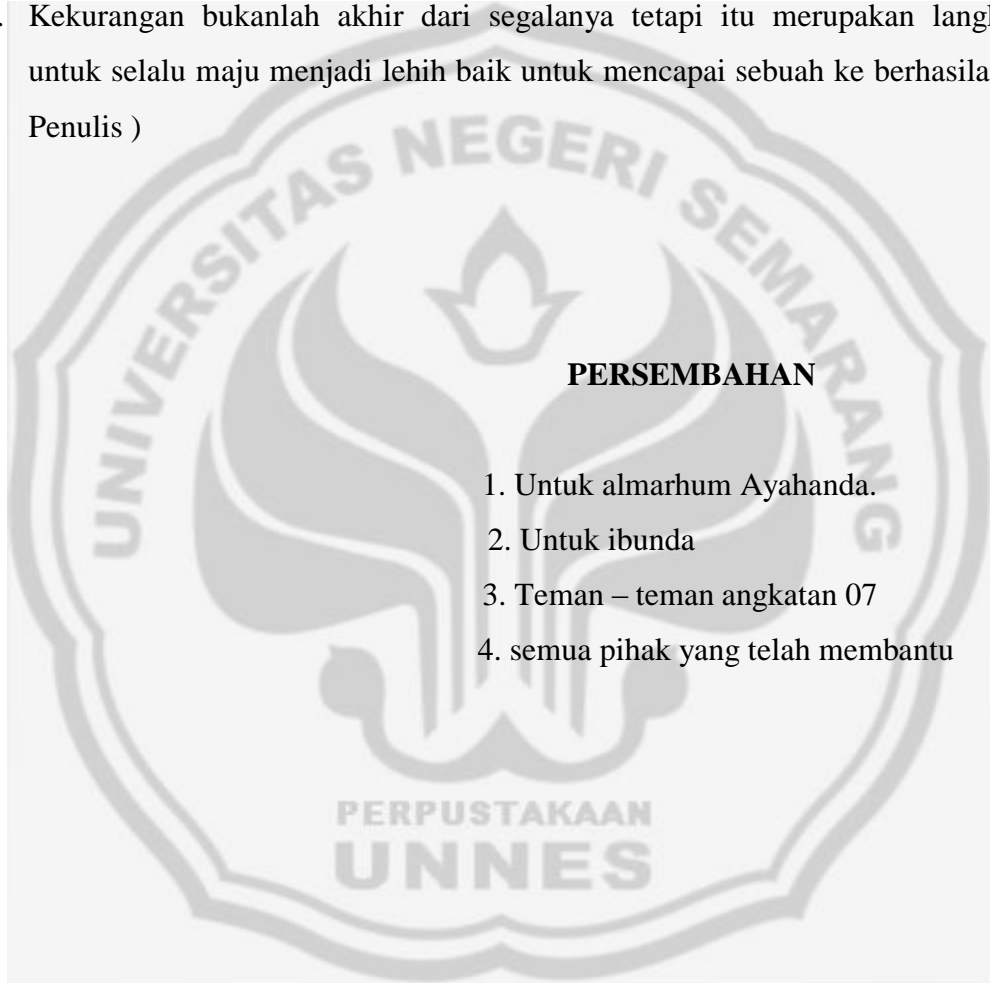 . Kekurangan bukanlah akhir dari segalanya tetapi itu merupakan
untuk selalu maju menjadi lehih baik untuk mencapai sebuah ke
Penulis )
UNIVERSITAS NEGERI SEMARANG
PERSEMBAHAN
1. Untuk almarhum Ayahanda.
2. Untuk ibunda
3. Teman – teman angkatan 07
4. semua pihak yang telah membantu
PERPUSTAKAAN
UNNES